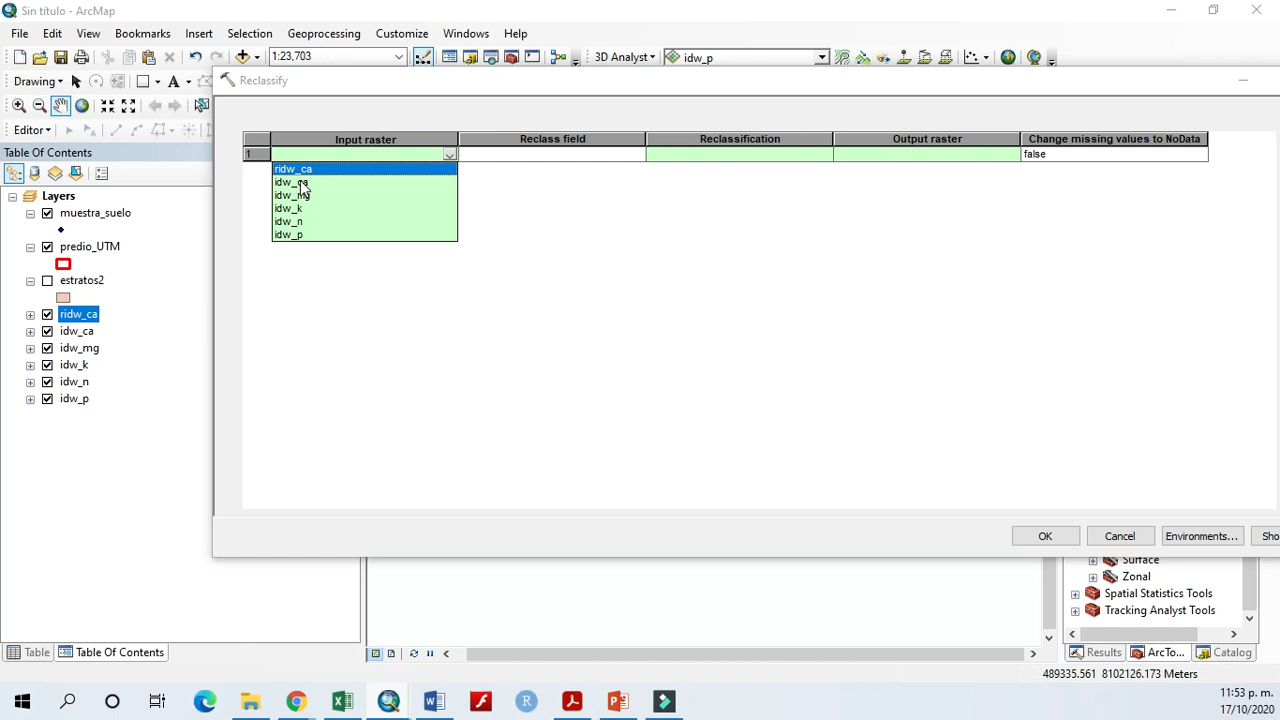 Sin título - ArcMap
File Edit View Bookmarks Insert Selection Geoprocessing Customize Windows Help
1:23,703 3D Analyst idw_p
Drawing
Reclassify
Editor
Input raster Reclass field Reclassification Output raster Change missing values to NoData
Table Of Contents
1 false
ridw_ca
idw_ca
idw_mg
idw_k
idw_n
idw_p
Layers
muestra_suelo
predio_UTM
estratos2
ridw_ca
idw_ca
idw_mg
idw_k
idw_n
idw_p
OK Cancel Environments... Sho
Surface
Zonal
Spatial Statistics Tools
Tracking Analyst Tools
Table Table Of Contents
Results ArcTo... Catalog
489335.561 8102126.173 Meters
11:53 p. m.
17/10/2020